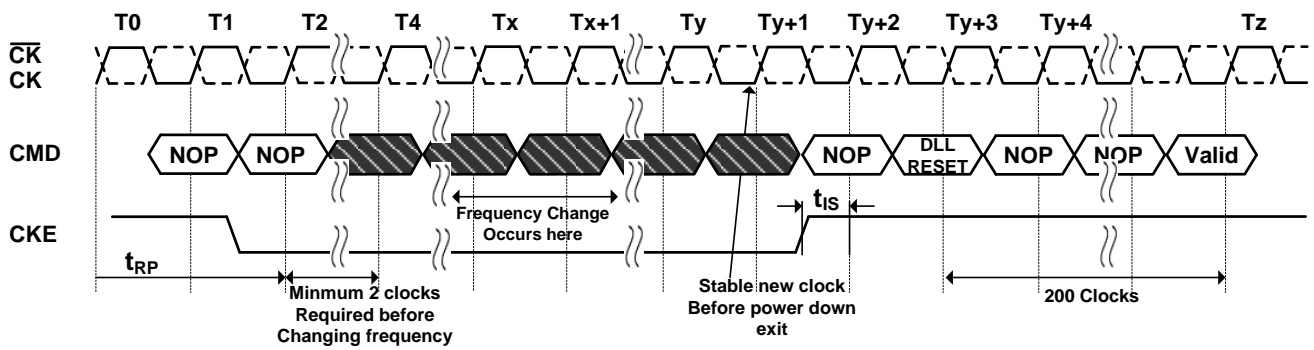 T0 T1 T2 T4 Tx Tx+1 Ty Ty+1 Ty+2 Ty+3 Ty+4 Tz
CK
CK
CMD NOP NOP NOP DLL RESET NOP NOP Valid
Frequency Change
Occurs here
tIS
CKE
tRP
Minmum 2 clocks
Required before
Changing frequency
Stable new clock
Before power down
exit
200 Clocks